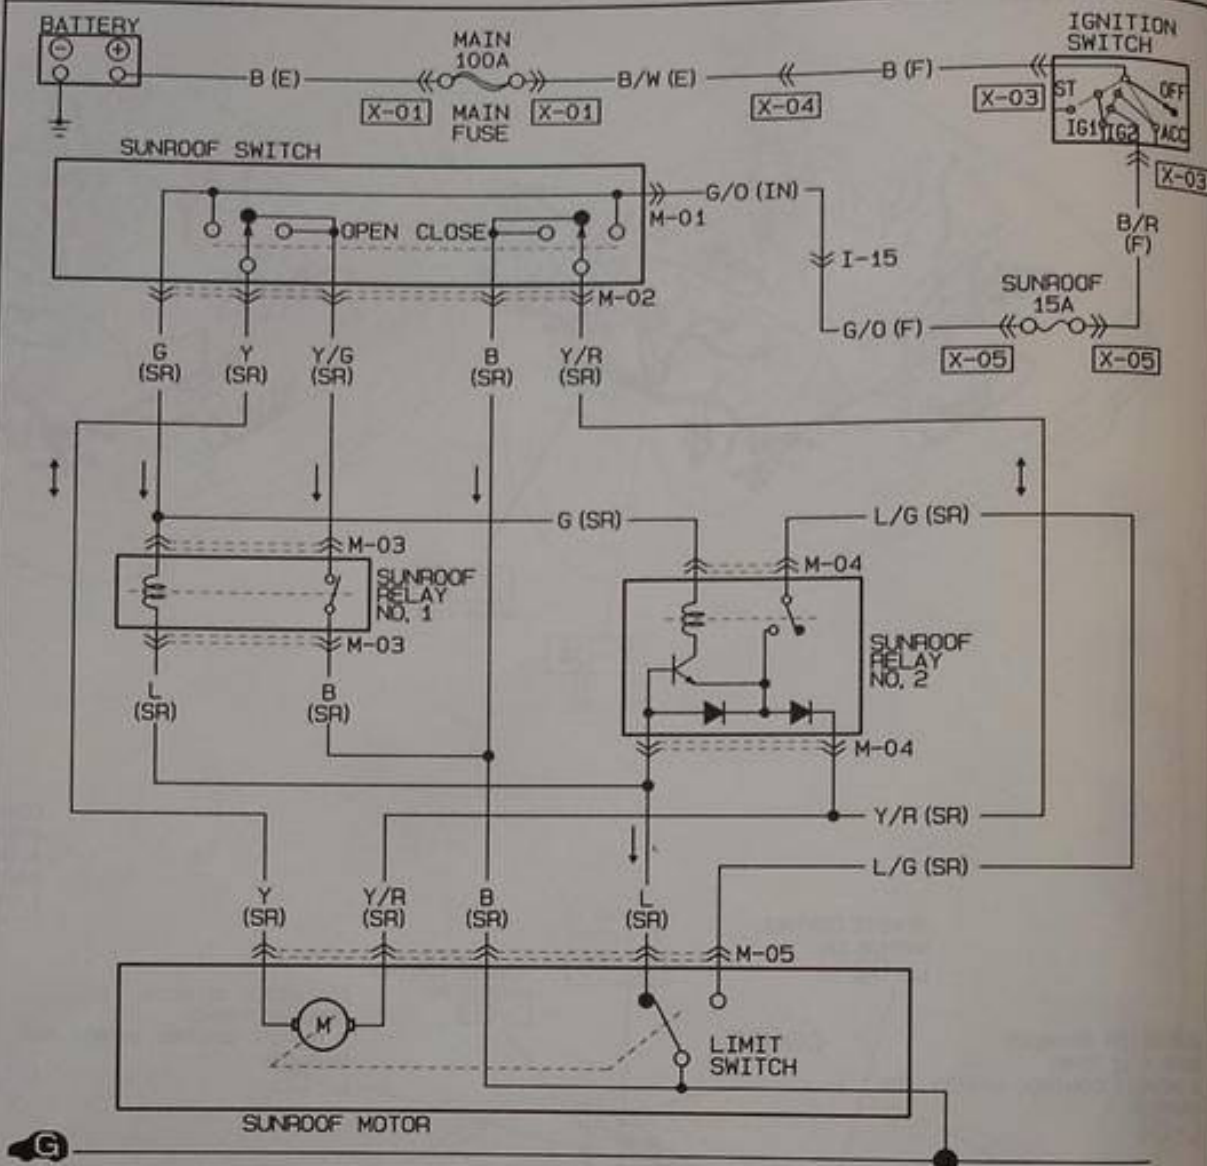 BATTERY
B (E)
MAIN
100A
X-01
MAIN
FUSE
X-01
B/W (E)
X-04
B (F)
X-03
IGNITION
SWITCH
ST
OFF
IG1
IG2
ACC
X-03
SUNROOF SWITCH
OPEN CLOSE
M-01
G/O (IN)
B/R
(F)
I-15
M-02
SUNROOF
15A
G/O (F)
X-05
X-05
G
(SR)
Y
(SR)
Y/G
(SR)
B
(SR)
Y/R
(SR)
G (SR)
L/G (SR)
M-03
M-04
SUNROOF
RELAY
NO. 1
M-03
SUNROOF
RELAY
NO. 2
L
(SR)
B
(SR)
M-04
Y/R (SR)
L/G (SR)
Y
(SR)
Y/R
(SR)
B
(SR)
L
(SR)
M-05
M
LIMIT
SWITCH
SUNROOF MOTOR
G